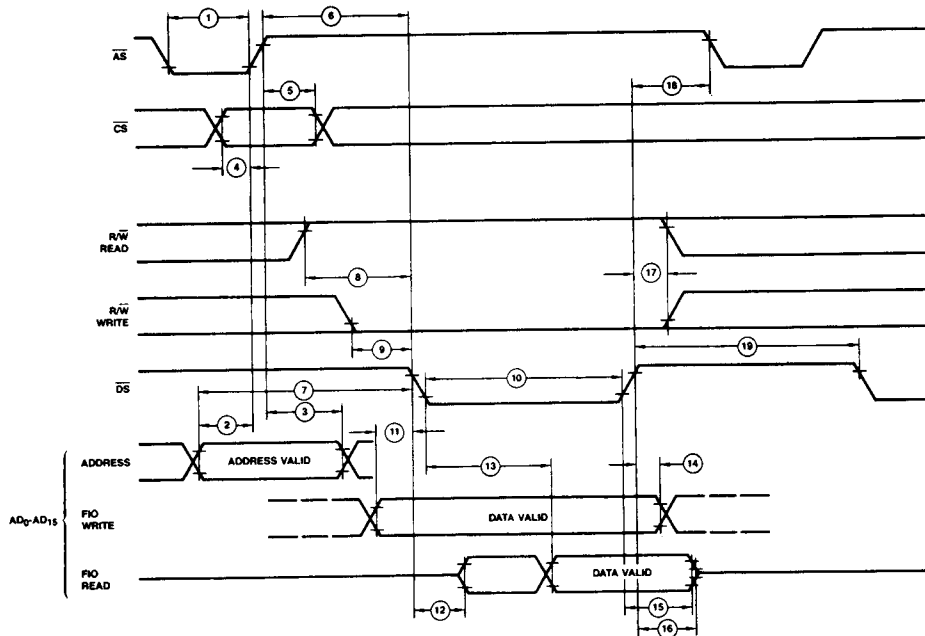 1
6
AS
18
5
CS
4
R/W
READ
8
17
R/W
WRITE
9
19
DS
10
7
2
3
11
ADDRESS
ADDRESS VALID
13
14
AD0-AD15
FIO
WRITE
DATA VALID
FIO
READ
DATA VALID
12
15
16